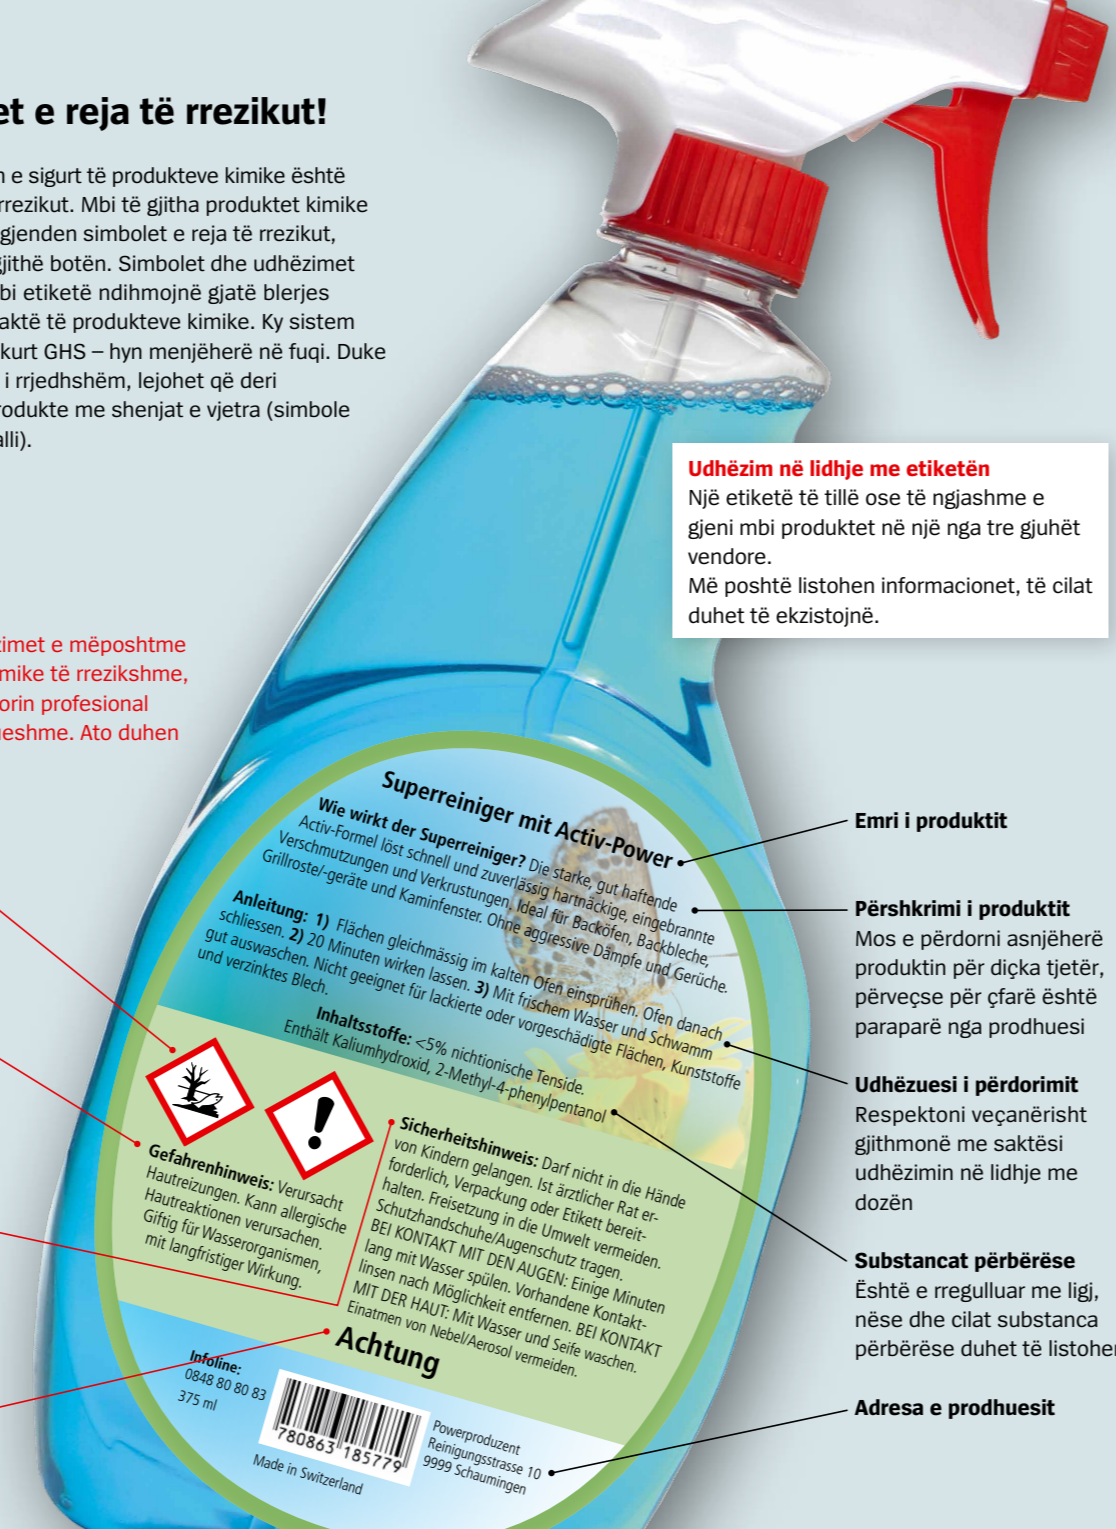 et e reja të rrezikut!
n e sigurt të produkteve kimike është
rrezikut. Mbi të gjitha produktet kimike
gjenden simbolet e reja të rrezikut,
gjithë botën. Simbolet dhe udhëzimet
bi etiketë ndihmojnë gjatë blerjes
aktë të produkteve kimike. Ky sistem
kurt GHS – hyn menjëherë në fuqi. Duke
i rrjedhshëm, lejohet që deri
rodukte me shenjat e vjetra (simbole
alli).
Udhëzim në lidhje me etiketën
Një etiketë të tillë ose të ngjashme e
gjeni mbi produktet në një nga tre gjuhët
vendore.
Më poshtë listohen informacionet, të cilat
duhet të ekzistojnë.
zimet e mëposhtme
mike të rrezikshme,
orin profesional
ueshme. Ato duhen
Superreiniger mit Activ-Power
Wie wirkt der Superreiniger? Die starke, gut haftende
Activ-Formel löst schnell und zuverlässig hartnäckige, eingebrannte
Verschmutzungen und Verkrustungen. Ideal für Backöfen, Backbleche,
Grillroste/-geräte und Kaminfenster. Ohne aggressive Dämpfe und Gerüche.
Anleitung: 1) Flächen gleichmässig im kalten Ofen einsprühen. Ofen danach
schliessen. 2) 20 Minuten wirken lassen. 3) Mit frischem Wasser und Schwamm
gut auswaschen. Nicht geeignet für lackierte oder vorgeschädigte Flächen, Kunststoffe
und verzinktes Blech.
Inhaltsstoffe: <5% nichtionische Tenside.
Enthält Kaliumhydroxid, 2-Methyl-4-phenylpentanol
Gefahrenhinweis: Verursacht
Hautreizungen. Kann allergische
Hautreaktionen verursachen.
Giftig für Wasserorganismen,
mit langfristiger Wirkung.
Sicherheitshinweis: Darf nicht in die Hände
von Kindern gelangen. Ist ärztlicher Rat er-
forderlich, Verpackung oder Etikett bereit-
halten. Freisetzung in die Umwelt vermeiden.
Schutzhandschuhe/Augenschutz tragen.
BEI KONTAKT MIT DEN AUGEN: Einige Minuten
lang mit Wasser spülen. Vorhandene Kontakt-
linsen nach Möglichkeit entfernen. BEI KONTAKT
MIT DER HAUT: Mit Wasser und Seife waschen.
Einatmen von Nebel/Aerosol vermeiden.
Achtung
Infoline:
0848 80 80 83
375 ml
780863 185779
Made in Switzerland
Powerproduzent
Reinigungsstrasse 10
9999 Schaumingen
Emri i produktit
Përshkrimi i produktit
Mos e përdorni asnjëherë
produktin për diçka tjetër,
përveçse për çfarë është
paraparë nga prodhuesi
Udhëzuesi i përdorimit
Respektoni veçanërisht
gjithmonë me saktësi
udhëzimin në lidhje me
dozën
Substancat përbërëse
Është e rregulluar me ligj,
nëse dhe cilat substanca
përbërëse duhet të listohen
Adresa e prodhuesit